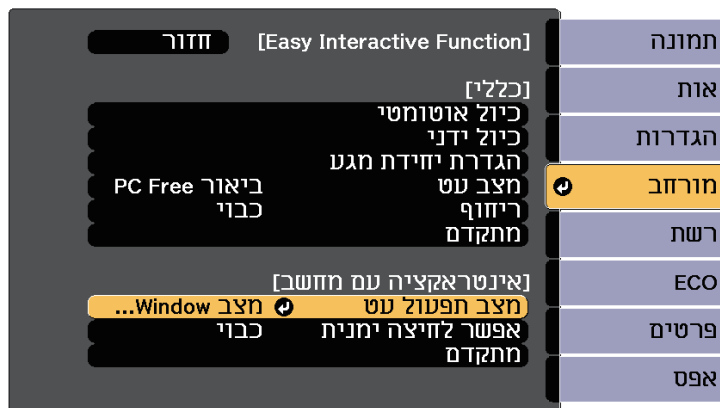 [Easy Interactive Function] חזור
[כללי]
כיול אוטומטי
כיול ידני
הגדרת יחידת מגע
מצב עט ביאור PC Free
ריחוף כבוי
מתקדם
[אינטראקציה עם מחשב]
מצב תפעול עט מצב Window...
אפשר לחיצה ימנית כבוי
מתקדם
תמונה
אות
הגדרות
מורחב
רשת
ECO
פרטים
אפס